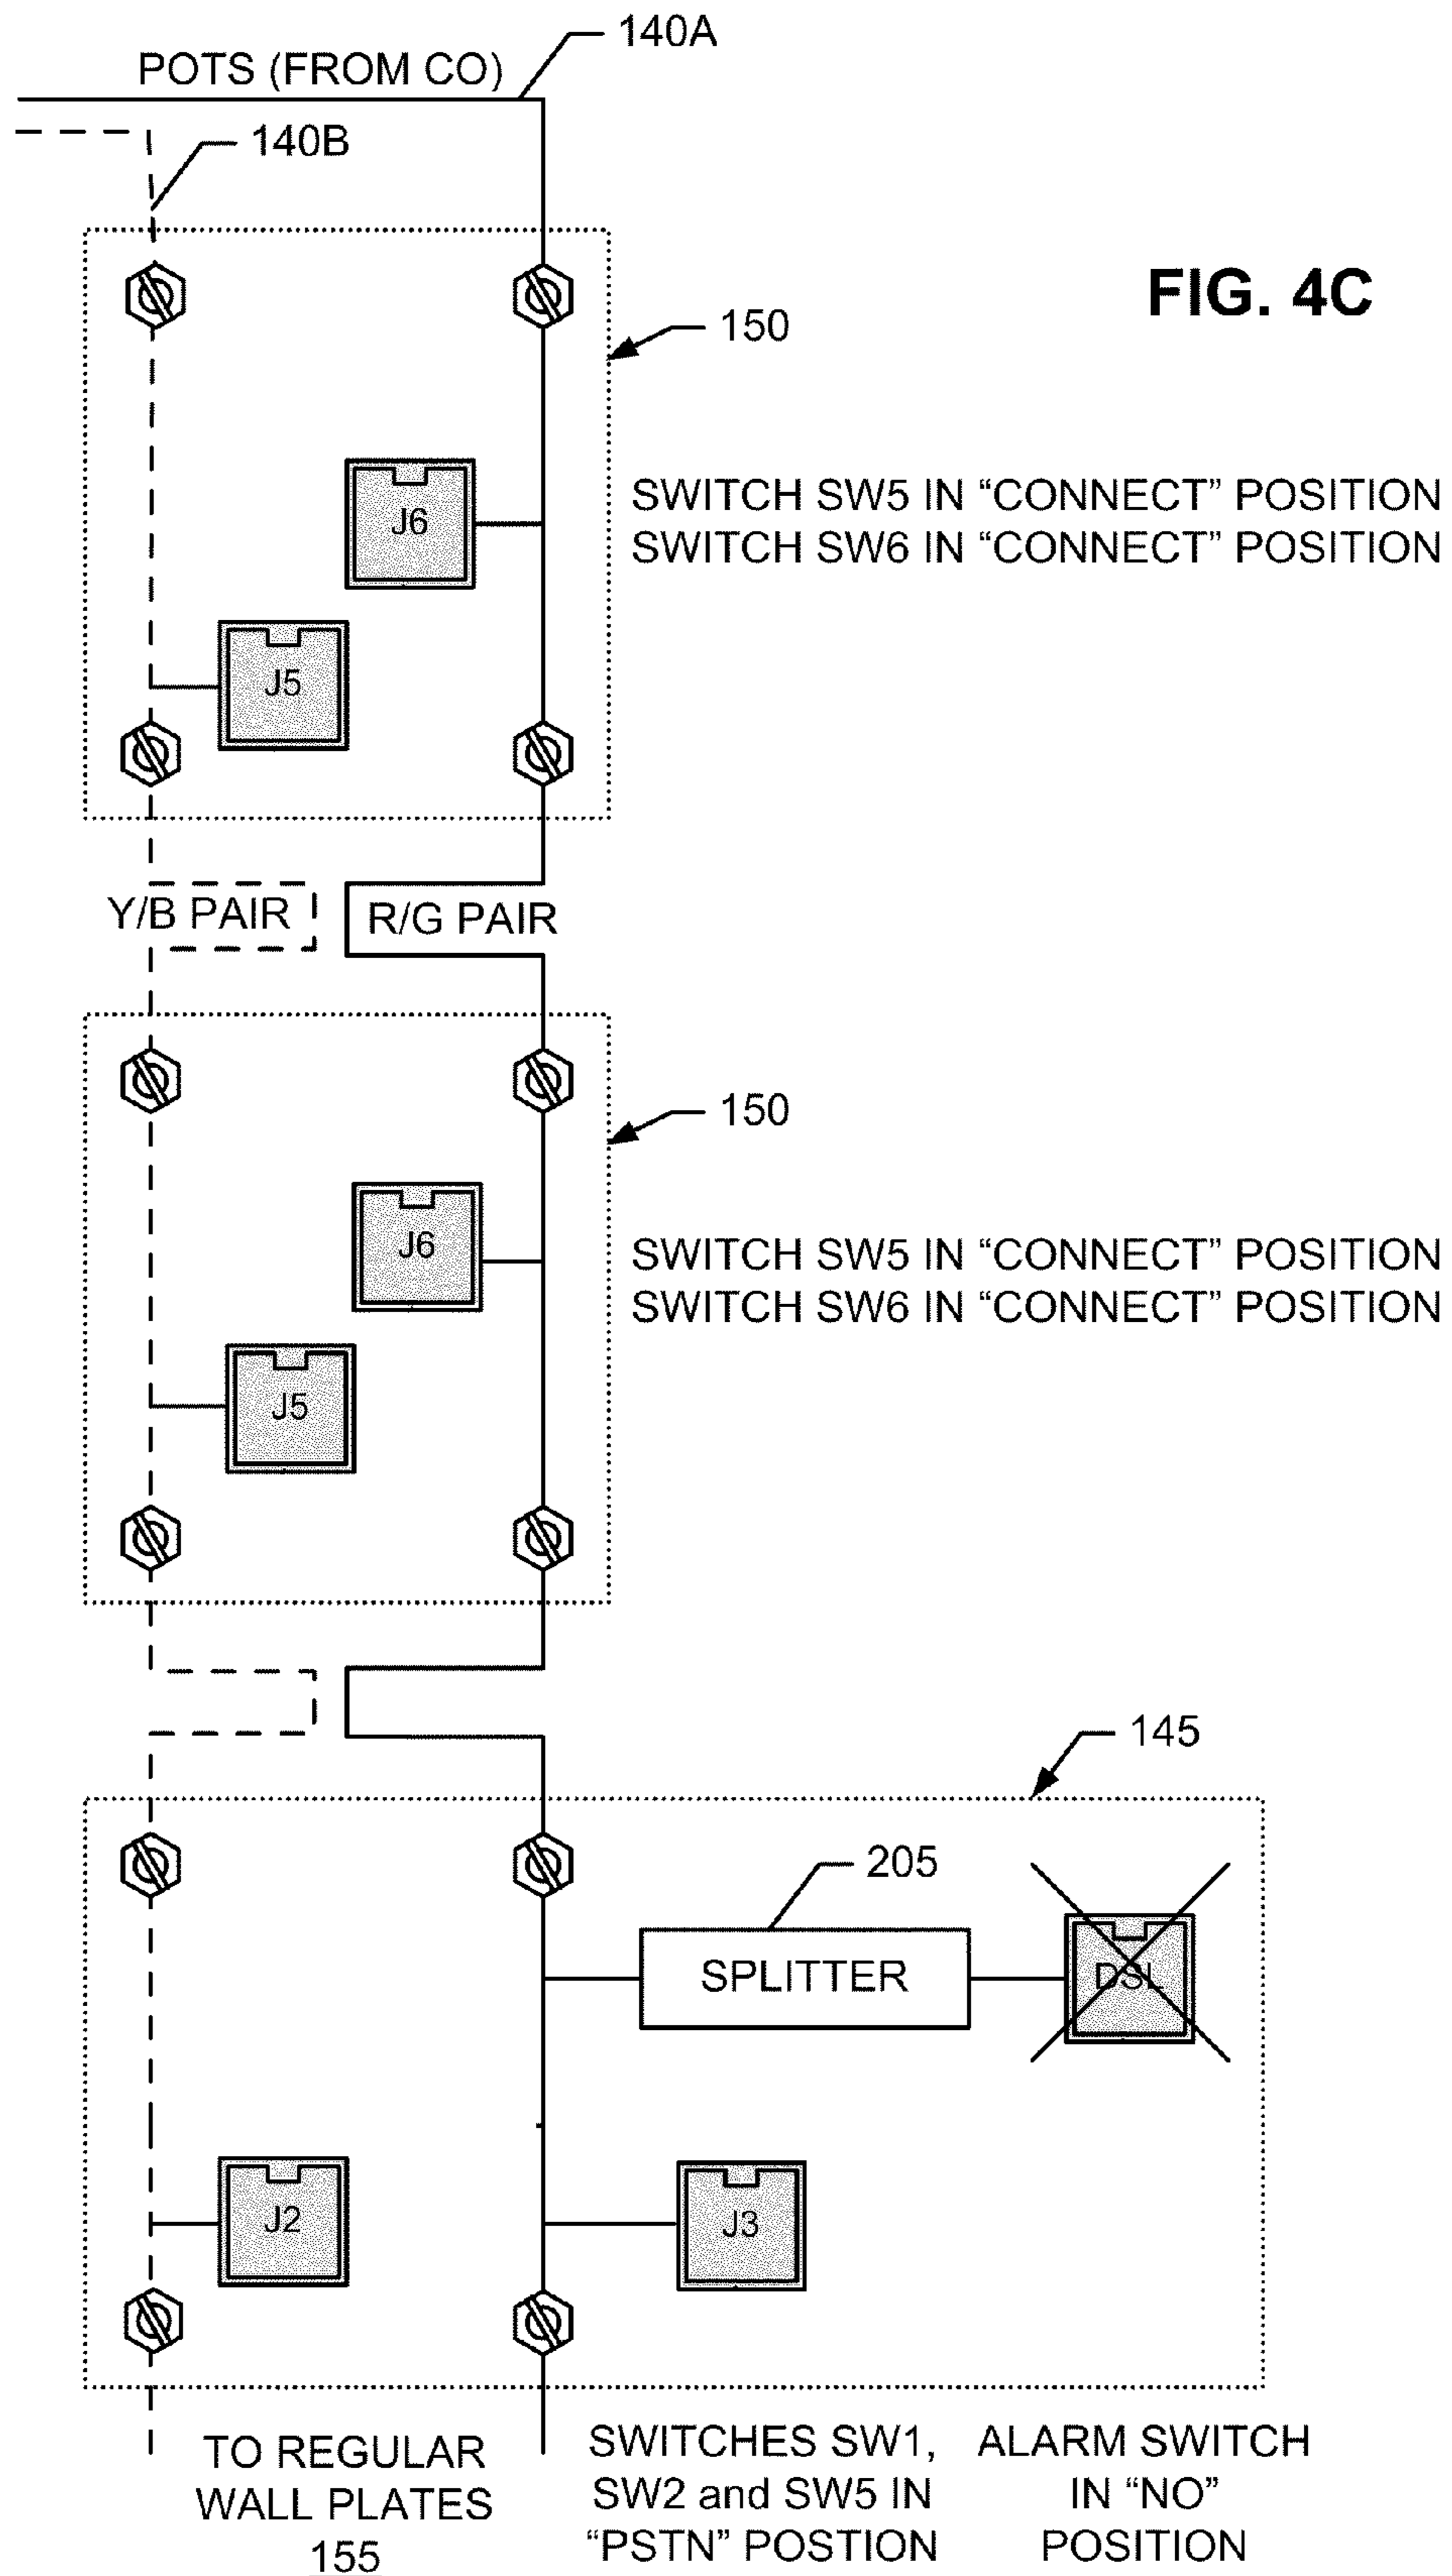 140A
POTS (FROM CO)
140B
FIG. 4C
150
J6
SWITCH SW5 IN “CONNECT” POSITION
SWITCH SW6 IN “CONNECT” POSITION
J5
Y/B PAIR
R/G PAIR
150
J6
SWITCH SW5 IN “CONNECT” POSITION
SWITCH SW6 IN “CONNECT” POSITION
J5
145
205
SPLITTER
DSL
J2
J3
TO REGULAR
WALL PLATES
155
SWITCHES SW1,
SW2 and SW5 IN
“PSTN” POSTION
ALARM SWITCH
IN “NO”
POSITION